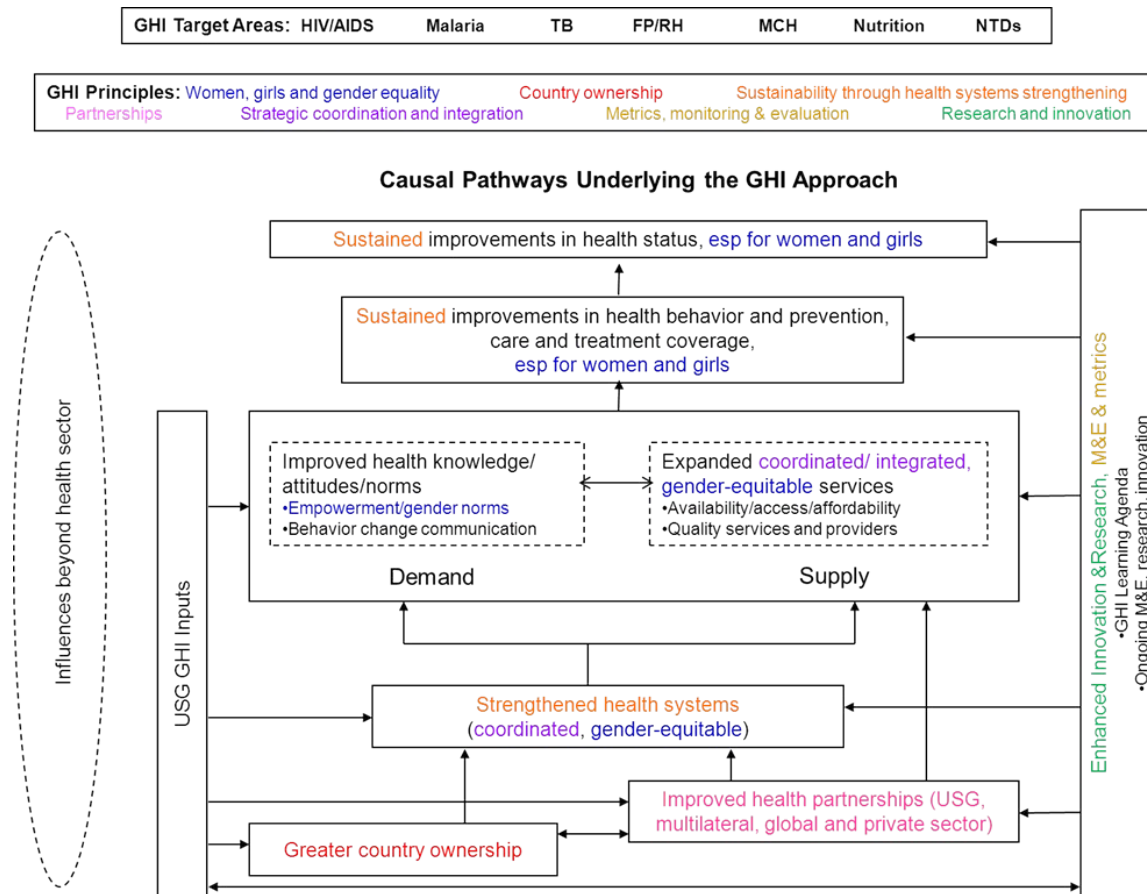 GHI Target Areas: HIV/AIDS Malaria TB FP/RH MCH Nutrition NTDs
GHI Principles: Women, girls and gender equality Country ownership Sustainability through health systems strengthening
Partnerships Strategic coordination and integration Metrics, monitoring & evaluation Research and innovation
Causal Pathways Underlying the GHI Approach
Influences beyond health sector
USG GHI Inputs
Sustained improvements in health status, esp for women and girls
Sustained improvements in health behavior and prevention,
care and treatment coverage,
esp for women and girls
Improved health knowledge/
attitudes/norms
•Empowerment/gender norms
•Behavior change communication
Demand
Expanded coordinated/ integrated,
gender-equitable services
•Availability/access/affordability
•Quality services and providers
Supply
Strengthened health systems
(coordinated, gender-equitable)
Improved health partnerships (USG,
multilateral, global and private sector)
Greater country ownership
Enhanced Innovation &Research, M&E & metrics
•GHI Learning Agenda
•Ongoing M&E, research, innovation